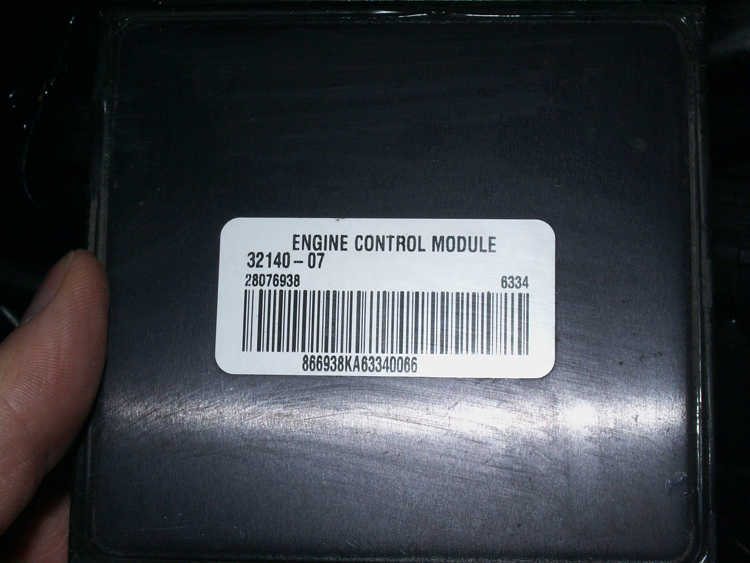 ENGINE CONTROL MODULE
32140-07
28076938 6334
866938KA63340066